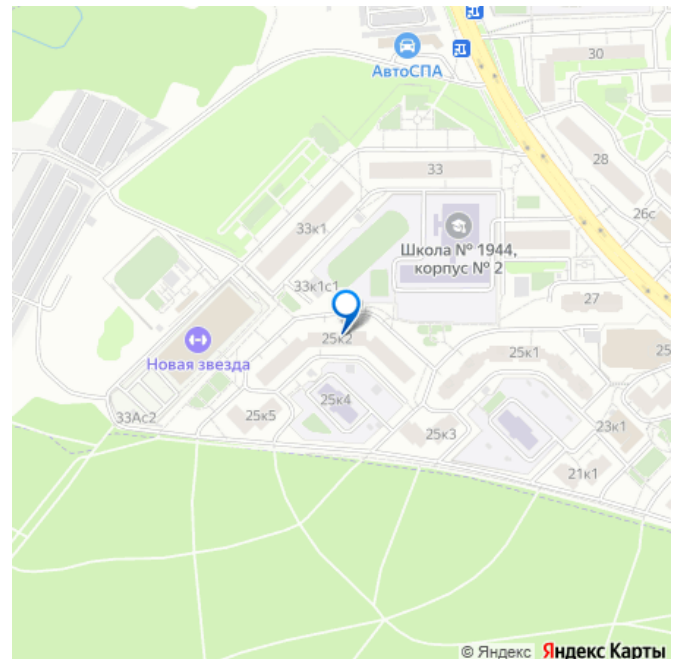 АвтоСПА
30
33
28
33к1
26с
Школа № 1944,
корпус № 2
33к1с1
27
25к2
25к1
25
Новая звезда
25к4
33Ас2
25к5
25к3
23к1
21к1
© Яндекс Яндекс Карты